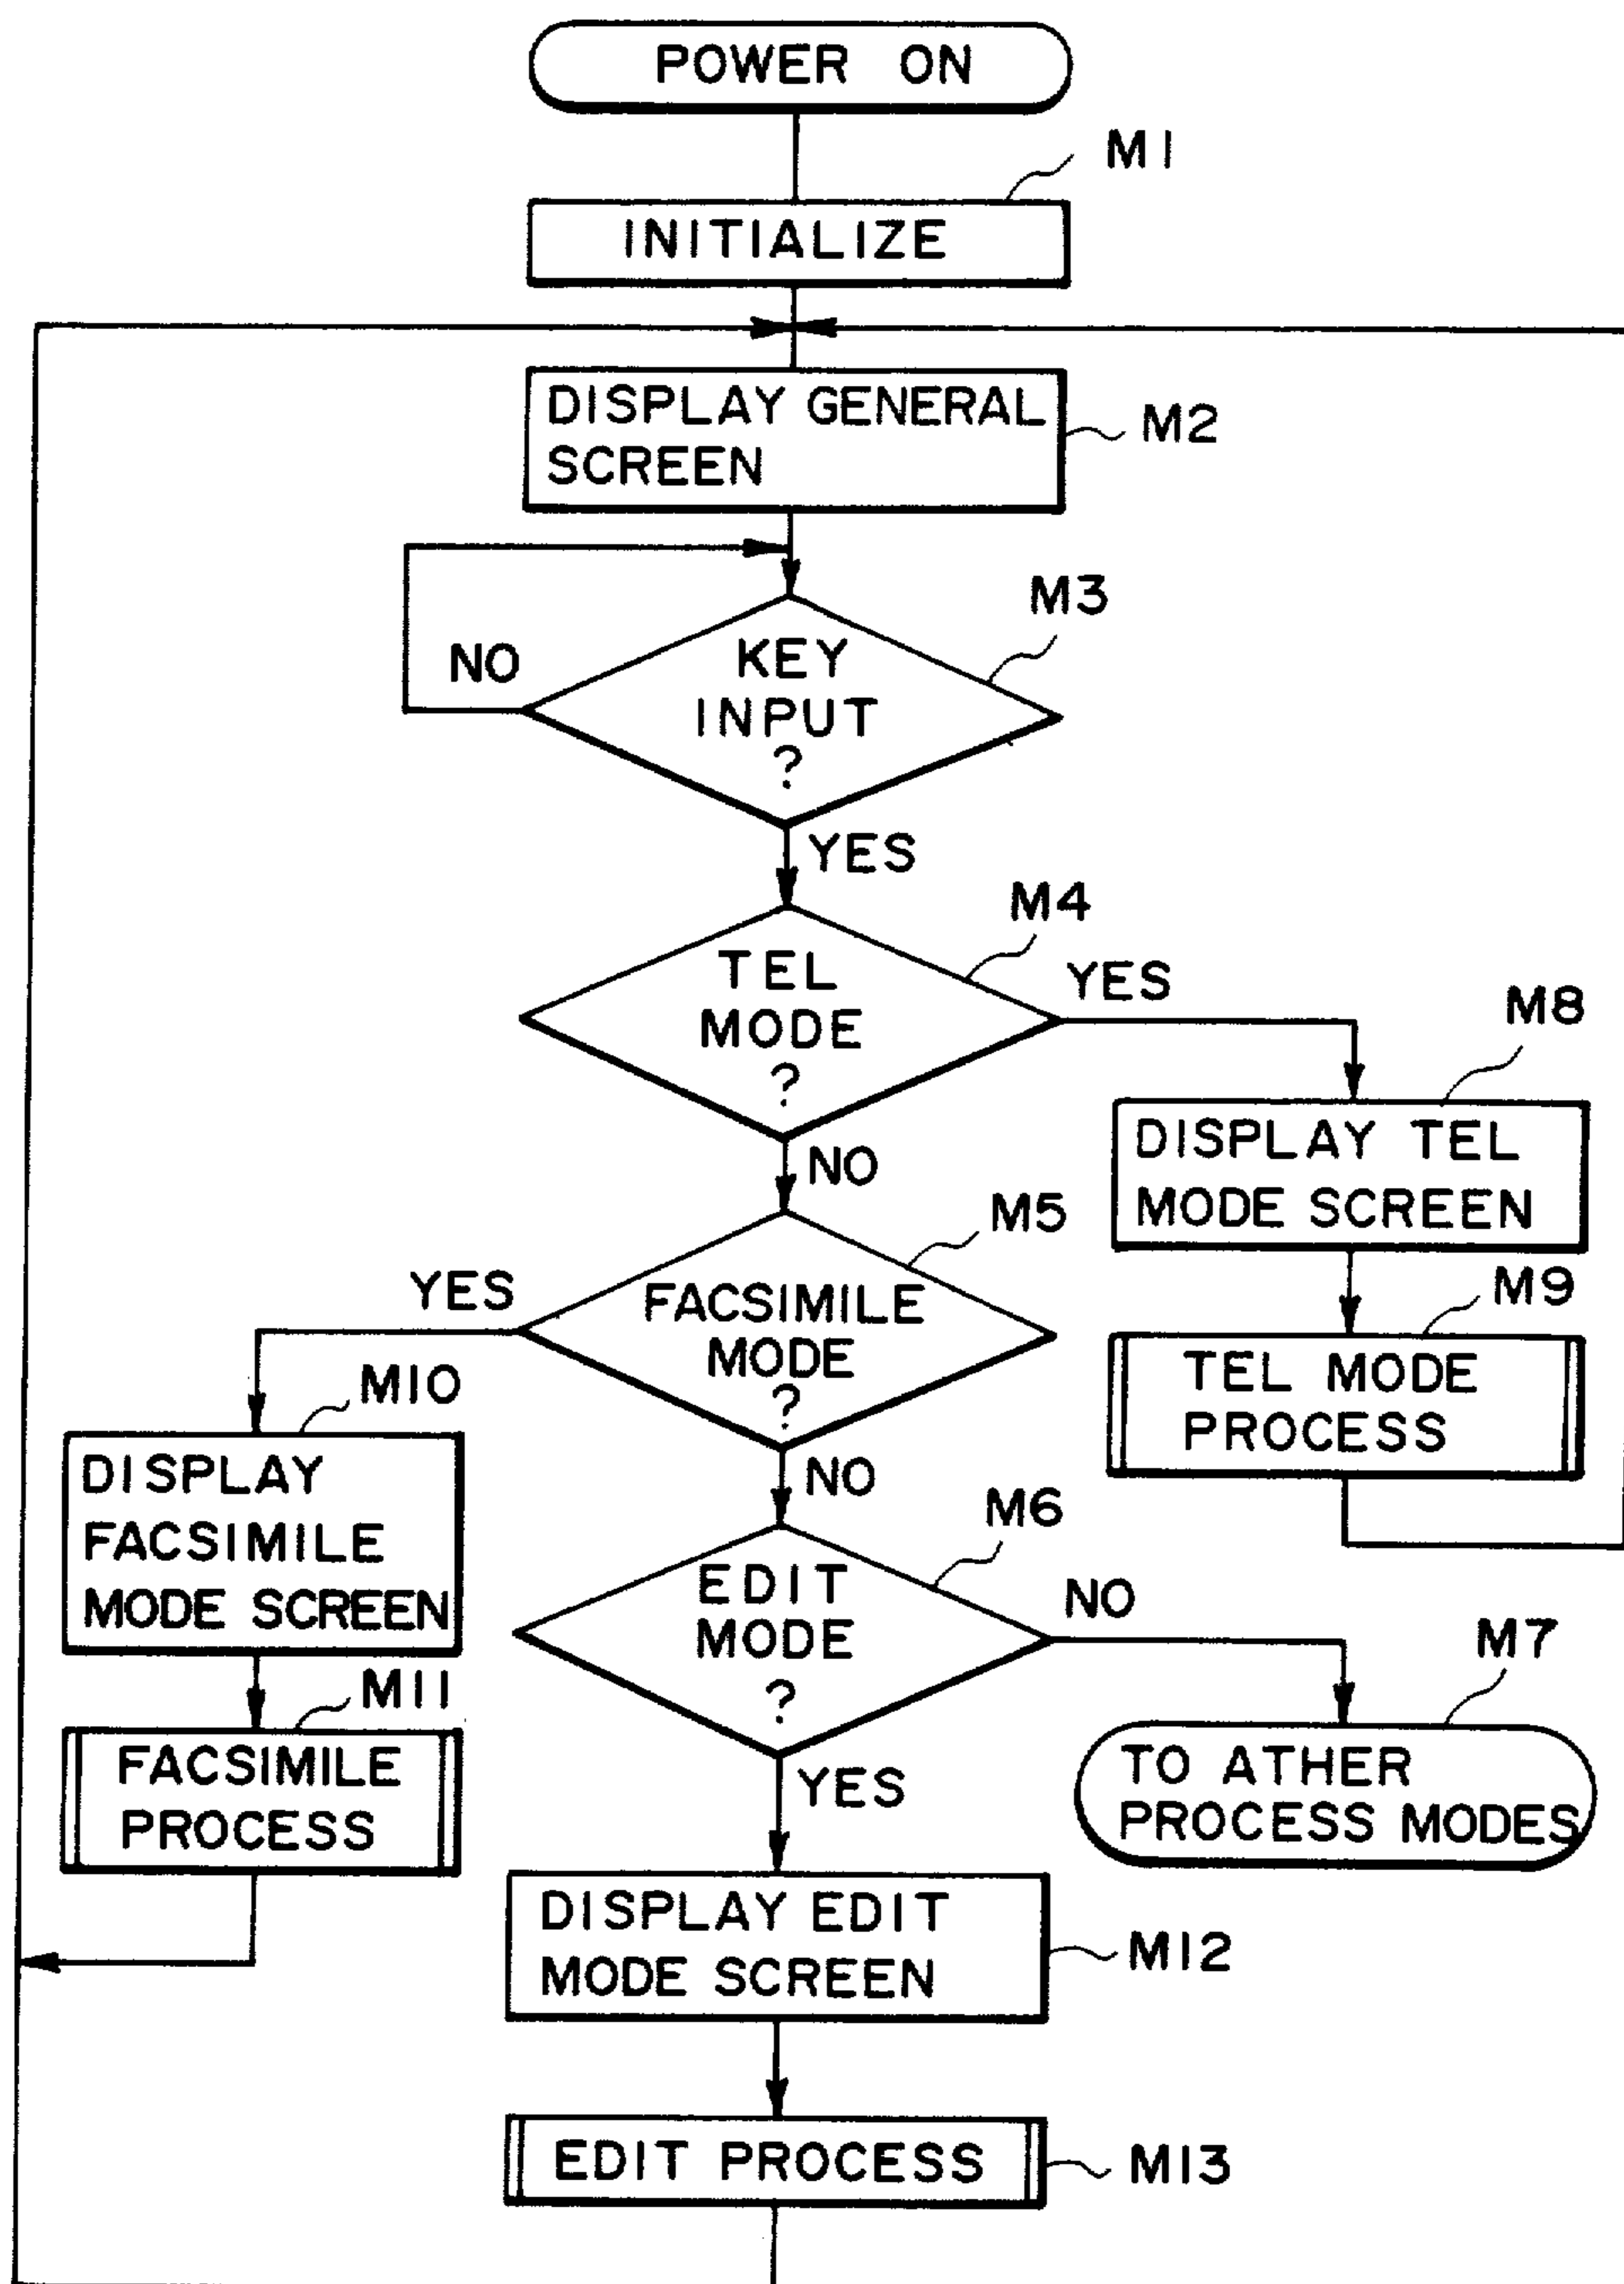 POWER ON
M1
INITIALIZE
DISPLAY GENERAL
SCREEN
M2
M3
NO
KEY
INPUT
?
YES
M4
TEL
MODE
?
YES
M8
NO
DISPLAY TEL
MODE SCREEN
M5
YES
FACSIMILE
MODE
?
M9
TEL MODE
PROCESS
M10
DISPLAY
FACSIMILE
MODE SCREEN
NO
M6
EDIT
MODE
?
NO
M7
M11
FACSIMILE
PROCESS
YES
TO ATHER
PROCESS MODES
DISPLAY EDIT
MODE SCREEN
M12
EDIT PROCESS
M13